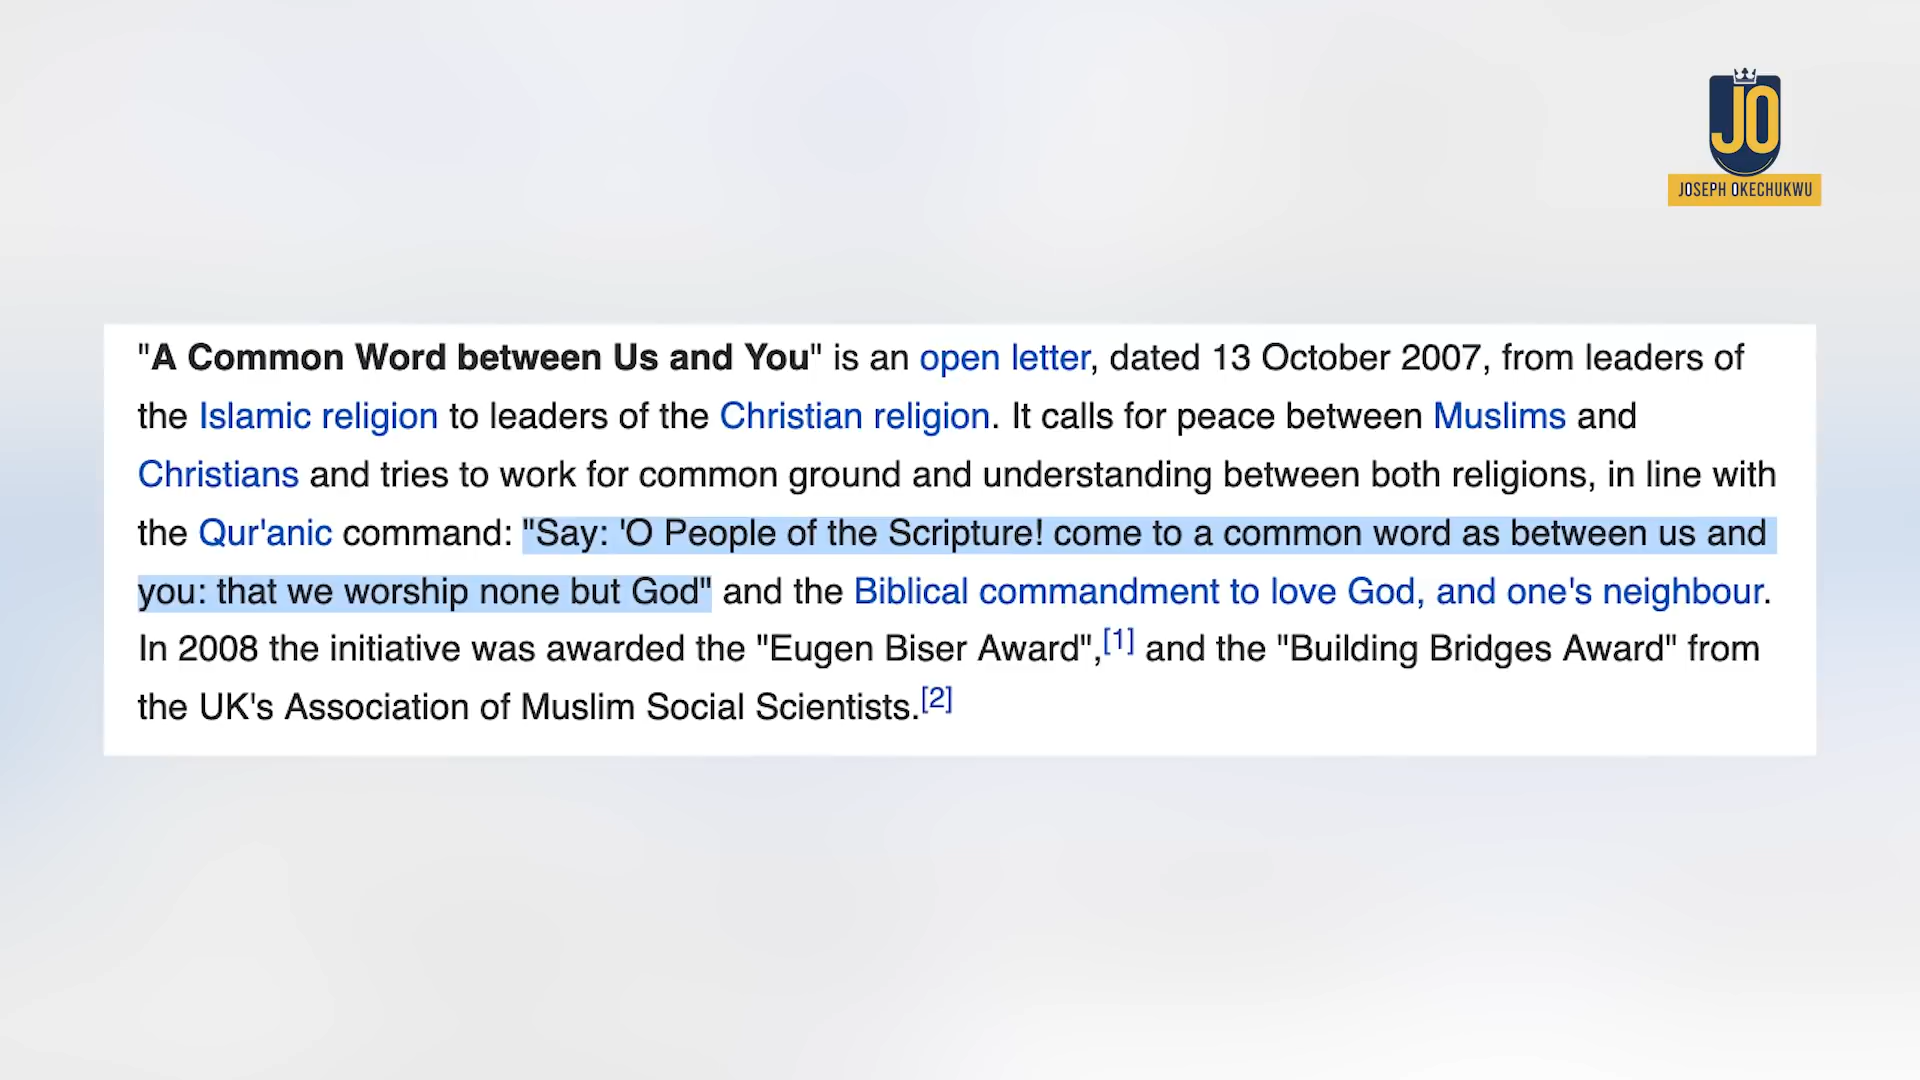 JO
JOSEPH OKECHUKWU
"A Common Word between Us and You" is an open letter, dated 13 October 2007, from leaders of
the Islamic religion to leaders of the Christian religion. It calls for peace between Muslims and
Christians and tries to work for common ground and understanding between both religions, in line with
the Qur'anic command: "Say: 'O People of the Scripture! come to a common word as between us and
you: that we worship none but God" and the Biblical commandment to love God, and one's neighbour.
In 2008 the initiative was awarded the "Eugen Biser Award",[1] and the "Building Bridges Award" from
the UK's Association of Muslim Social Scientists.[2]